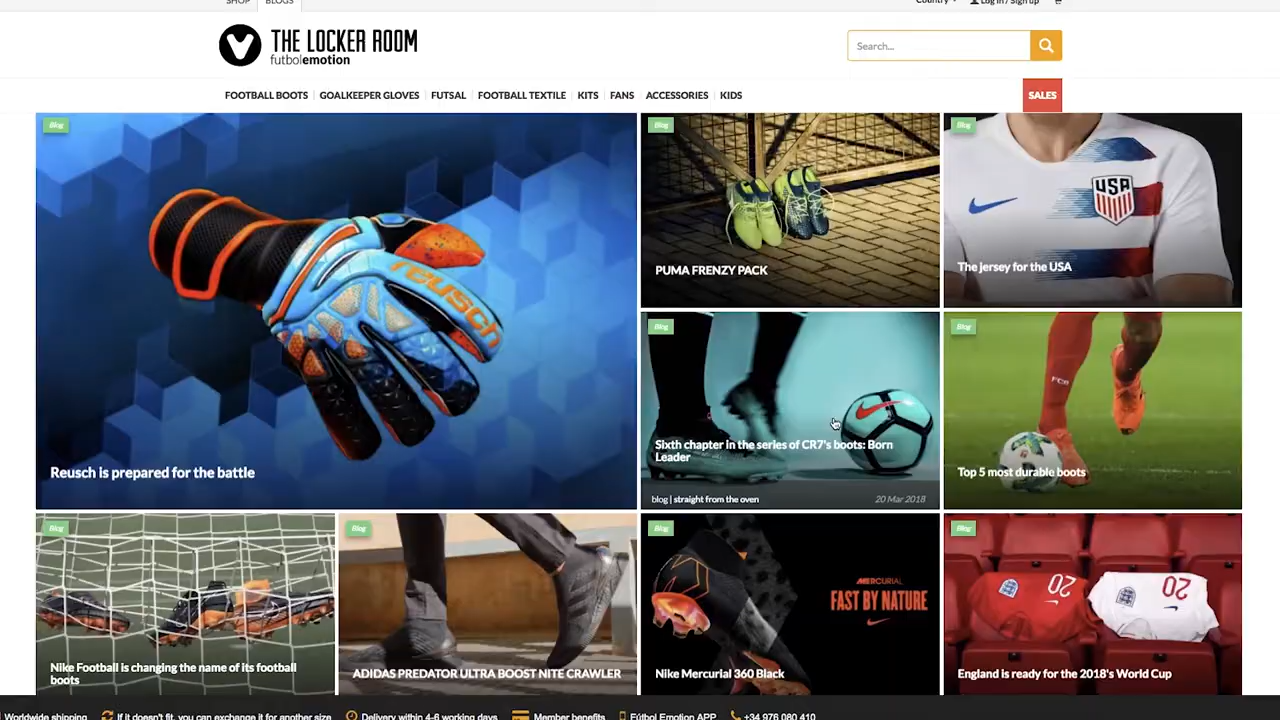 SHOP BLOGS Country Log in / Sign up
THE LOCKER ROOM
futbolemotion
Search...
FOOTBALL BOOTS GOALKEEPER GLOVES FUTSAL FOOTBALL TEXTILE KITS FANS ACCESSORIES KIDS SALES
Blog
reusch
Reusch is prepared for the battle
Blog
PUMA FRENZY PACK
Blog
USA
The Jersey for the USA
Blog
Sixth chapter in the series of CR7's boots: Born
Leader
blog | straight from the oven 20 Mar 2018
Blog
FCB
Top 5 most durable boots
Blog
Nike Football is changing the name of its football
boots
Blog
ADIDAS PREDATOR ULTRA BOOST NITE CRAWLER
Blog
MERCURIAL
FAST BY NATURE
Nike Mercurial 360 Black
Blog
20 20
England is ready for the 2018's World Cup
Worldwide shipping If it doesn't fit, you can exchange it for another size Delivery within 4-6 working days Member benefits Fútbol Emotion APP +34 976 080 410